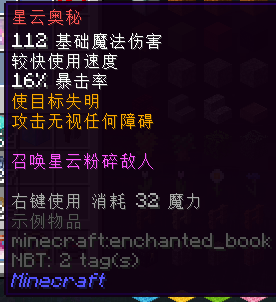 星云奥秘
112 基础魔法伤害
较快使用速度
16% 暴击率
使目标失明
攻击无视任何障碍
召唤星云粉碎敌人
右键使用 消耗 32 魔力
示例物品
minecraft:enchanted_book
NBT: 2 tag(s)
Minecraft